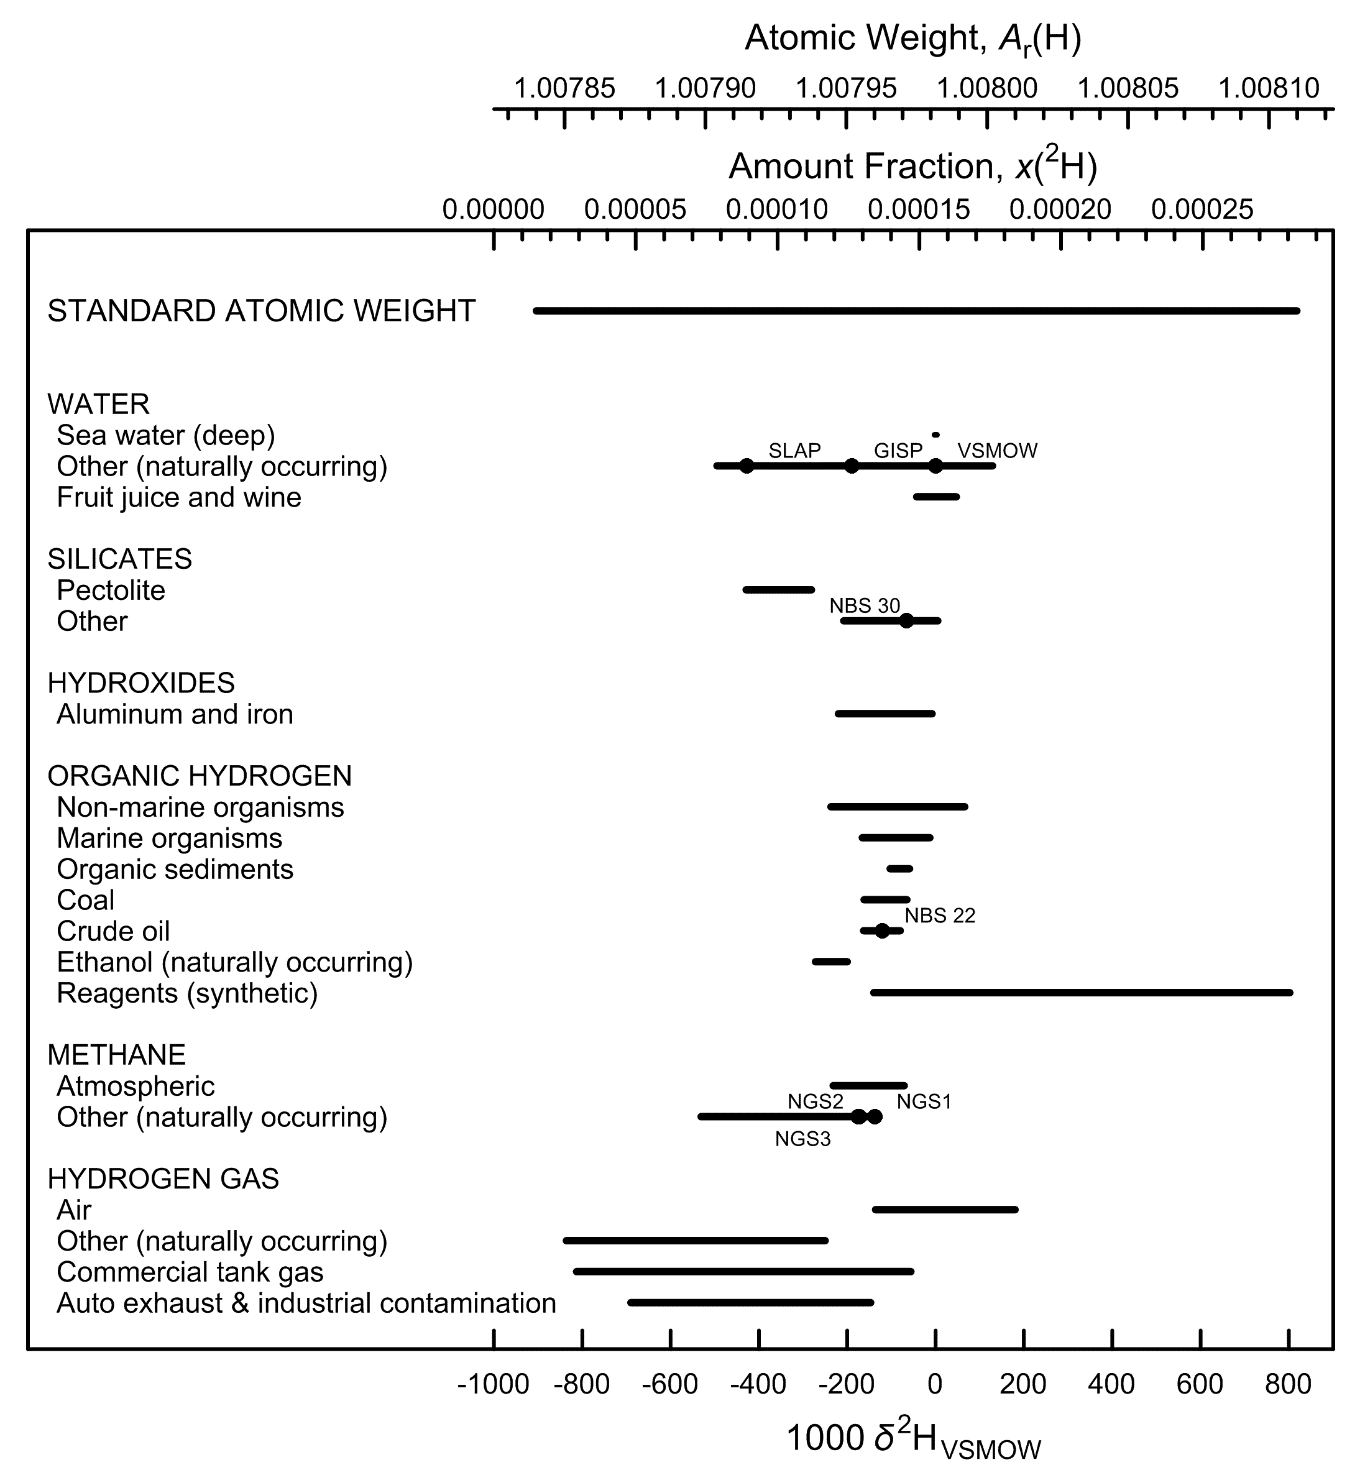 Atomic Weight, Ar(H)
1.00785 1.00790 1.00795 1.00800 1.00805 1.00810
Amount Fraction, x(²H)
0.00000 0.00005 0.00010 0.00015 0.00020 0.00025
STANDARD ATOMIC WEIGHT
WATER
Sea water (deep)
SLAP GISP VSMOW
Other (naturally occurring)
Fruit juice and wine
SILICATES
Pectolite
NBS 30
Other
HYDROXIDES
Aluminum and iron
ORGANIC HYDROGEN
Non-marine organisms
Marine organisms
Organic sediments
Coal
NBS 22
Crude oil
Ethanol (naturally occurring)
Reagents (synthetic)
METHANE
Atmospheric
NGS2 NGS1
Other (naturally occurring)
NGS3
HYDROGEN GAS
Air
Other (naturally occurring)
Commercial tank gas
Auto exhaust & industrial contamination
-1000 -800 -600 -400 -200 0 200 400 600 800
1000 δ²HVSMOW